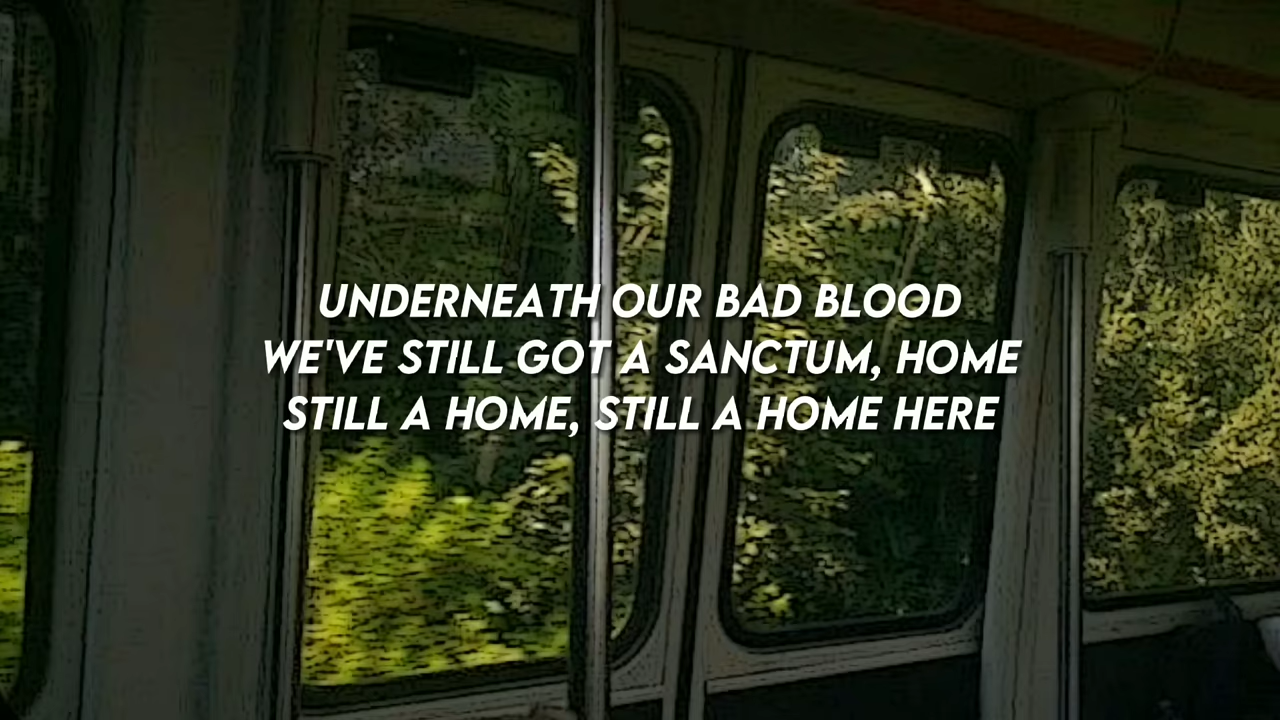 UNDERNEATH OUR BAD BLOOD
WE'VE STILL GOT A SANCTUM, HOME
STILL A HOME, STILL A HOME HERE